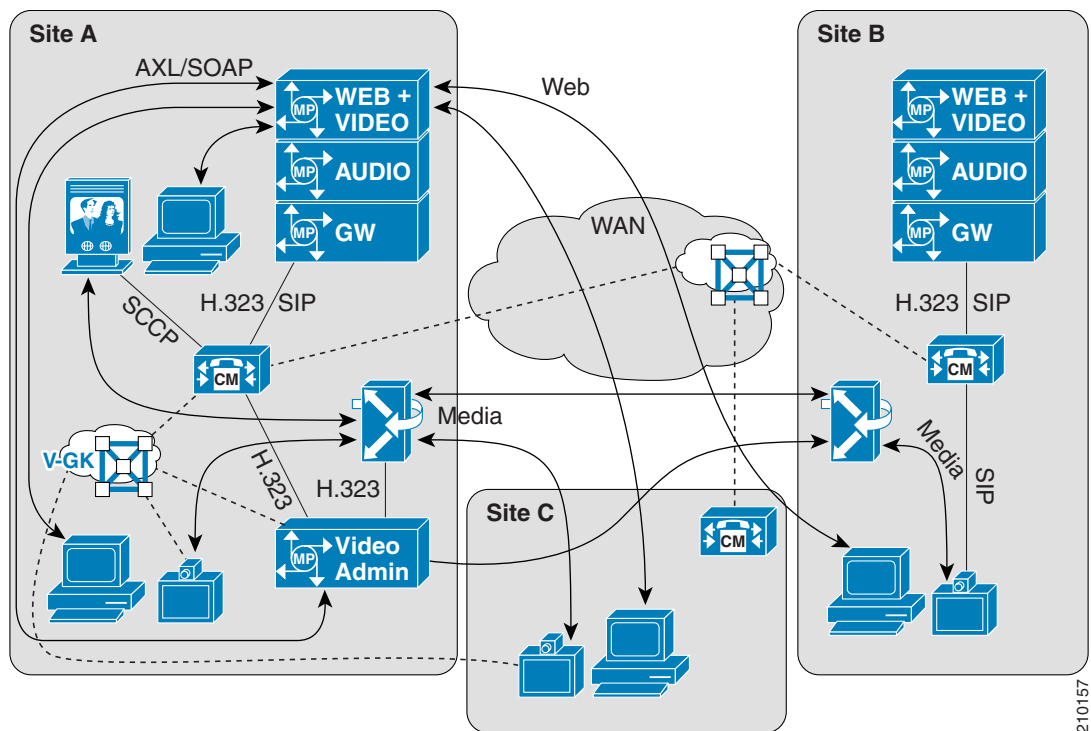 Site A
AXL/SOAP
MP
WEB +
VIDEO
MP
AUDIO
MP
GW
SCCP
H.323
SIP
CM
V-GK
H.323
H.323
Media
MP
Video
Admin
Web
WAN
Site C
CM
Site B
MP
WEB +
VIDEO
MP
AUDIO
MP
GW
H.323
SIP
CM
Media
SIP
210157